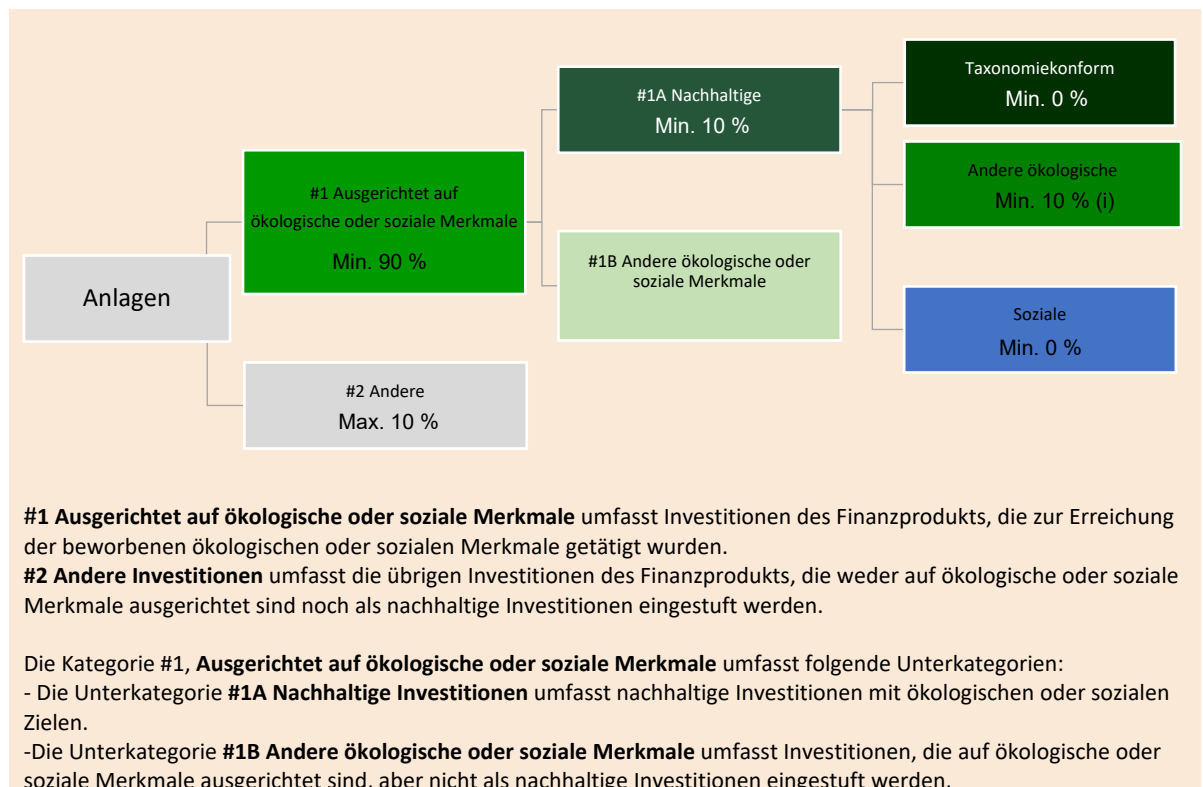 Taxonomiekonform
Min. 0 %
#1A Nachhaltige
Min. 10 %
Andere ökologische
Min. 10 % (i)
#1 Ausgerichtet auf
ökologische oder soziale Merkmale
Min. 90 %
#1B Andere ökologische oder
soziale Merkmale
Anlagen
Soziale
Min. 0 %
#2 Andere
Max. 10 %
#1 Ausgerichtet auf ökologische oder soziale Merkmale umfasst Investitionen des Finanzprodukts, die zur Erreichung
der beworbenen ökologischen oder sozialen Merkmale getätigt wurden.
#2 Andere Investitionen umfasst die übrigen Investitionen des Finanzprodukts, die weder auf ökologische oder soziale
Merkmale ausgerichtet sind noch als nachhaltige Investitionen eingestuft werden.
Die Kategorie #1, Ausgerichtet auf ökologische oder soziale Merkmale umfasst folgende Unterkategorien:
- Die Unterkategorie #1A Nachhaltige Investitionen umfasst nachhaltige Investitionen mit ökologischen oder sozialen
Zielen.
-Die Unterkategorie #1B Andere ökologische oder soziale Merkmale umfasst Investitionen, die auf ökologische oder
soziale Merkmale ausgerichtet sind, aber nicht als nachhaltige Investitionen eingestuft werden.